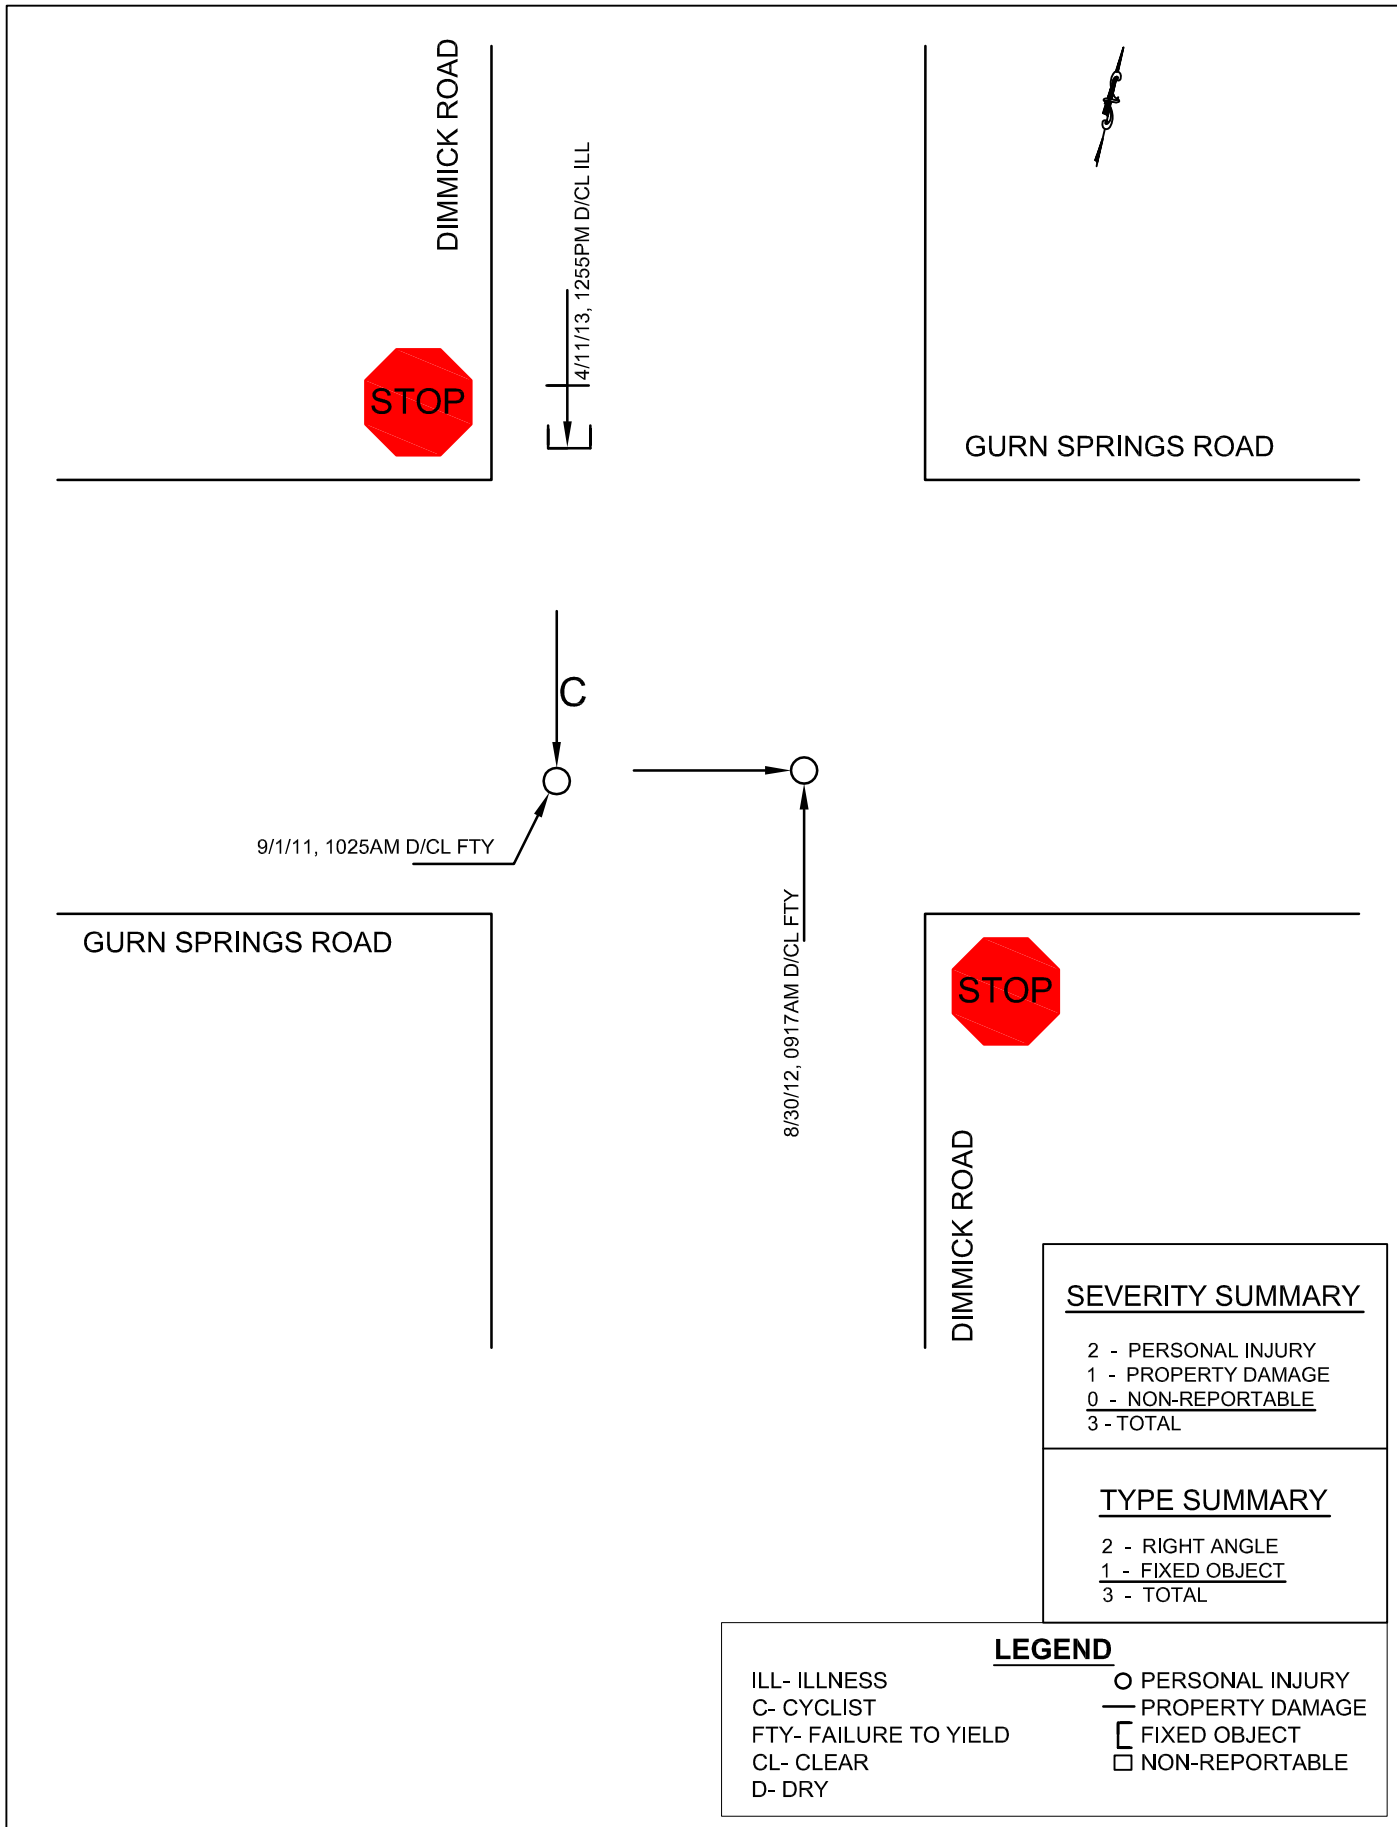 DIMMICK ROAD
4/11/13, 1255PM D/CL ILL
STOP
GURN SPRINGS ROAD
C
9/1/11, 1025AM D/CL FTY
8/30/12, 0917AM D/CL FTY
GURN SPRINGS ROAD
STOP
DIMMICK ROAD
SEVERITY SUMMARY
2 - PERSONAL INJURY
1 - PROPERTY DAMAGE
0 - NON-REPORTABLE
3 - TOTAL
TYPE SUMMARY
2 - RIGHT ANGLE
1 - FIXED OBJECT
3 - TOTAL
LEGEND
ILL- ILLNESS
C- CYCLIST
FTY- FAILURE TO YIELD
CL- CLEAR
D- DRY
PERSONAL INJURY
PROPERTY DAMAGE
FIXED OBJECT
NON-REPORTABLE